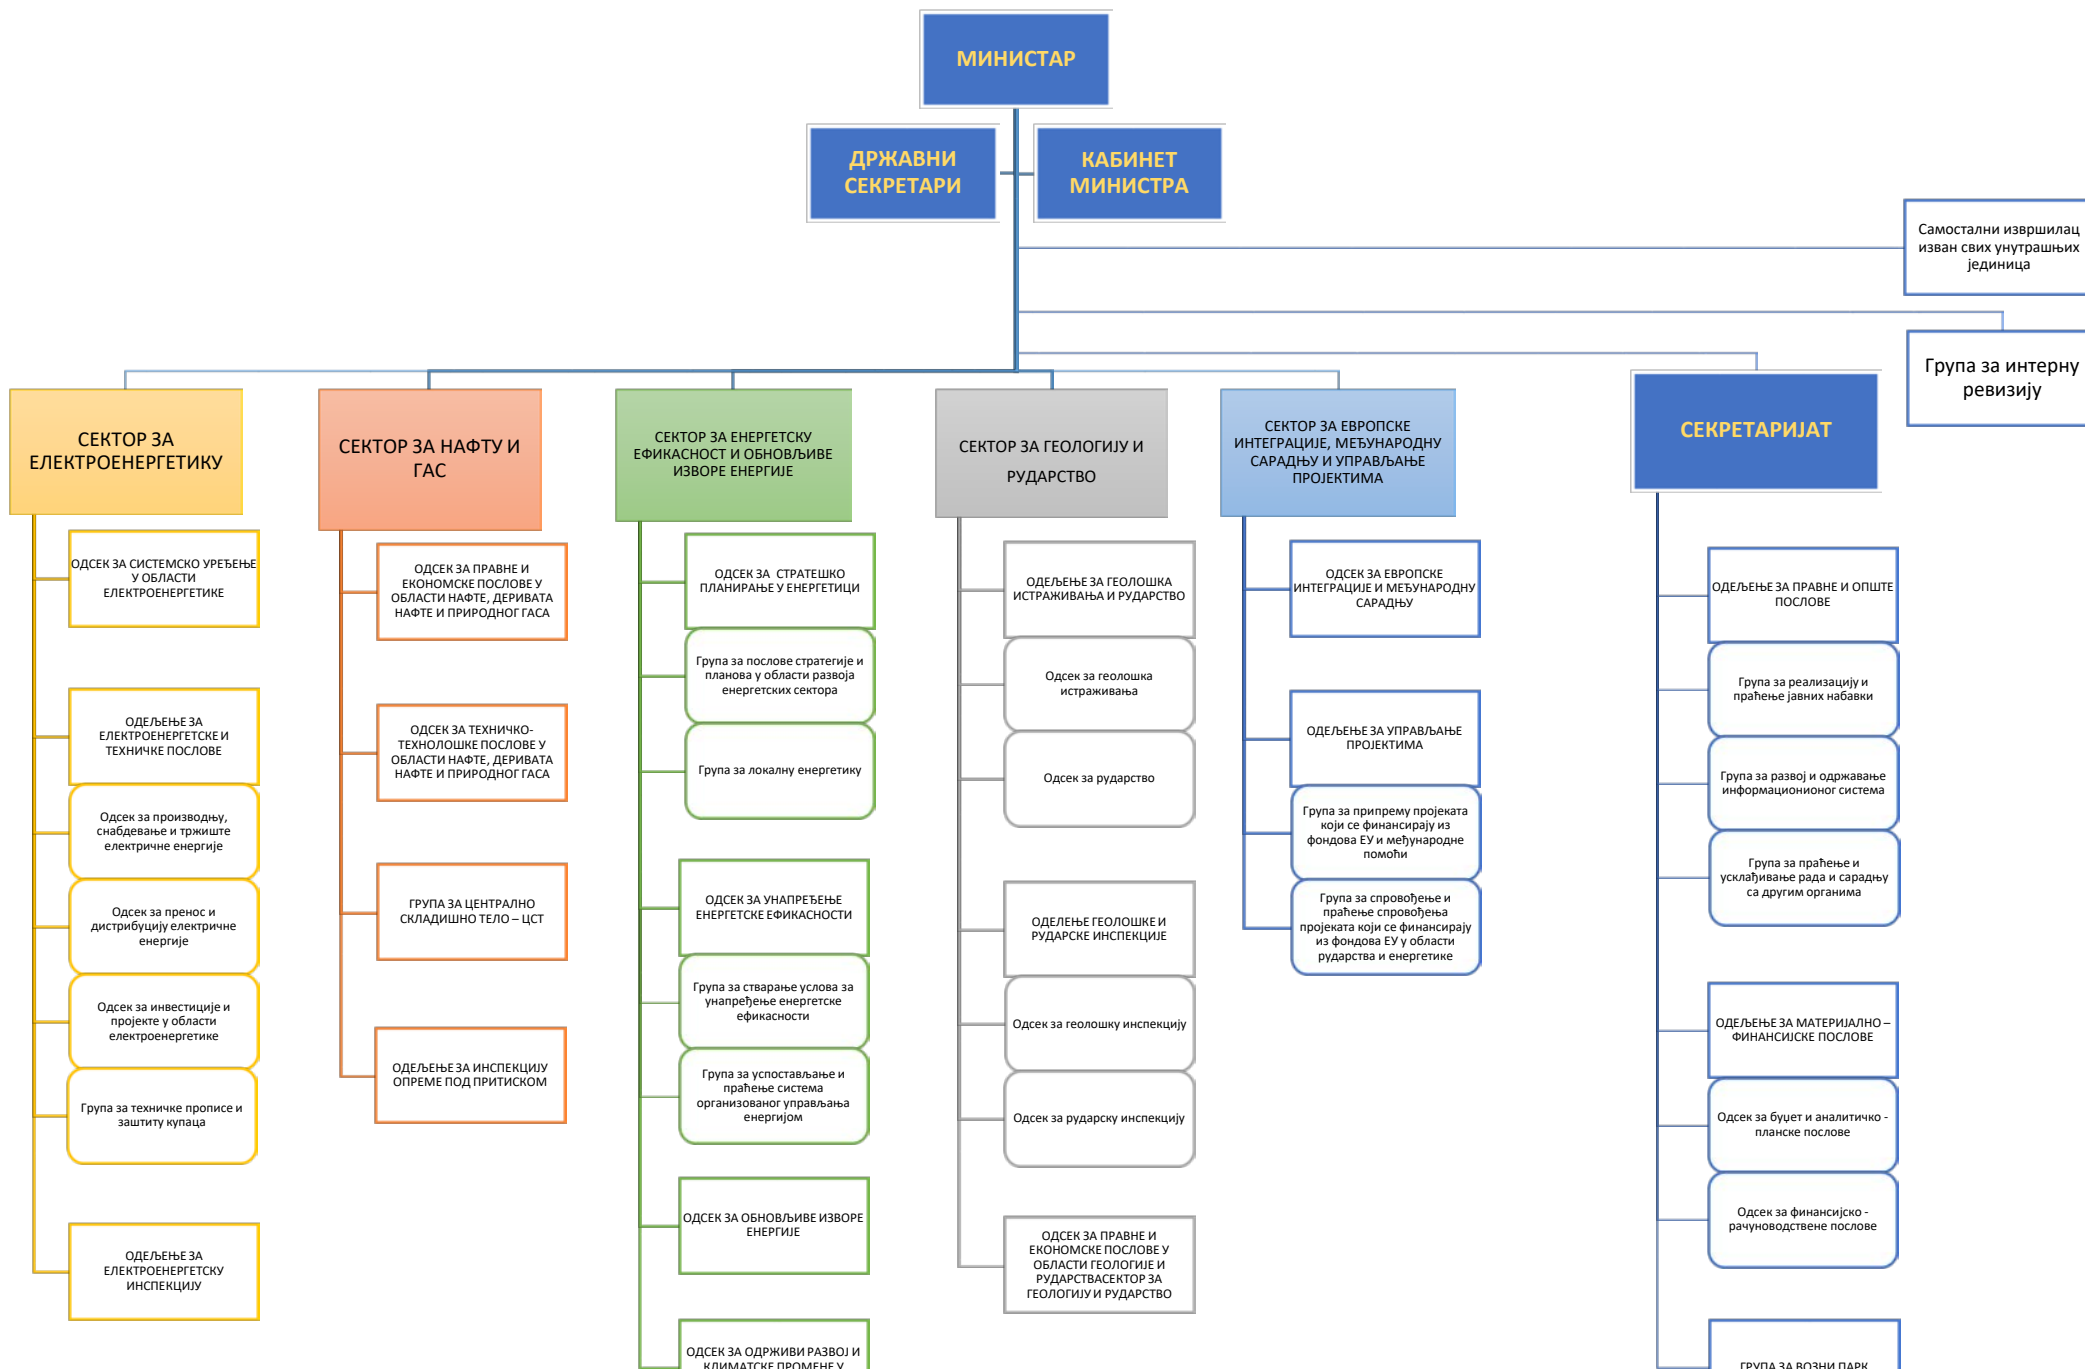 МИНИСТАР
ДРЖАВНИ
СЕКРЕТАРИ
КАБИНЕТ
МИНИСТРА
Самостални извршилац
изван свих унутрашњих
јединица
Група за интерну
ревизију
СЕКТОР ЗА
ЕЛЕКТРОЕНЕРГЕТИКУ
ОДСЕК ЗА СИСТЕМСКО УРЕЂЕЊЕ
У ОБЛАСТИ
ЕЛЕКТРОЕНЕРГЕТИКЕ
ОДЕЉЕЊЕ ЗА
ЕЛЕКТРОЕНЕРГЕТСКЕ И
ТЕХНИЧКЕ ПОСЛОВЕ
Одсек за производњу,
снабдевање и тржиште
електричне енергије
Одсек за пренос и
дистрибуцију електричне
енергије
Одсек за инвестиције и
пројекте у области
електроенергетике
Група за техничке прописе и
заштиту купаца
ОДЕЉЕЊЕ ЗА
ЕЛЕКТРОЕНЕРГЕТСКУ
ИНСПЕКЦИЈУ
СЕКТОР ЗА НАФТУ И
ГАС
ОДСЕК ЗА ПРАВНЕ И
ЕКОНОМСКЕ ПОСЛОВЕ У
ОБЛАСТИ НАФТЕ, ДЕРИВАТА
НАФТЕ И ПРИРОДНОГ ГАСА
ОДСЕК ЗА ТЕХНИЧКО-
ТЕХНОЛОШКЕ ПОСЛОВЕ У
ОБЛАСТИ НАФТЕ, ДЕРИВАТА
НАФТЕ И ПРИРОДНОГ ГАСА
ГРУПА ЗА ЦЕНТРАЛНО
СКЛАДИШНО ТЕЛО – ЦСТ
ОДЕЉЕЊЕ ЗА ИНСПЕКЦИЈУ
ОПРЕМЕ ПОД ПРИТИСКОМ
СЕКТОР ЗА ЕНЕРГЕТСКУ
ЕФИКАСНОСТ И ОБНОВЉИВЕ
ИЗВОРЕ ЕНЕРГИЈЕ
ОДСЕК ЗА СТРАТЕШКО
ПЛАНИРАЊЕ У ЕНЕРГЕТИЦИ
Група за послове стратегије и
планова у области развоја
енергетских сектора
Група за локалну енергетику
ОДСЕК ЗА УНАПРЕЂЕЊЕ
ЕНЕРГЕТСКЕ ЕФИКАСНОСТИ
Група за стварање услова за
унапређење енергетске
ефикасности
Група за успостављање и
праћење система
организованог управљања
енергијом
ОДСЕК ЗА ОБНОВЉИВЕ ИЗВОРЕ
ЕНЕРГИЈЕ
ОДСЕК ЗА ОДРЖИВИ РАЗВОЈ И
КЛИМАТСКЕ ПРОМЕНЕ У
СЕКТОР ЗА ГЕОЛОГИЈУ И
РУДАРСТВО
ОДЕЉЕЊЕ ЗА ГЕОЛОШКА
ИСТРАЖИВАЊА И РУДАРСТВО
Одсек за геолошка
истраживања
Одсек за рударство
ОДЕЛЕЊЕ ГЕОЛОШКЕ И
РУДАРСКЕ ИНСПЕКЦИЈЕ
Одсек за геолошку инспекцију
Одсек за рударску инспекцију
ОДСЕК ЗА ПРАВНЕ И
ЕКОНОМСКЕ ПОСЛОВЕ У
ОБЛАСТИ ГЕОЛОГИЈЕ И
РУДАРСТВАСЕКТОР ЗА
ГЕОЛОГИЈУ И РУДАРСТВО
СЕКТОР ЗА ЕВРОПСКЕ
ИНТЕГРАЦИЈЕ, МЕЂУНАРОДНУ
САРАДЊУ И УПРАВЉАЊЕ
ПРОЈЕКТИМА
ОДСЕК ЗА ЕВРОПСКЕ
ИНТЕГРАЦИЈЕ И МЕЂУНАРОДНУ
САРАДЊУ
ОДЕЉЕЊЕ ЗА УПРАВЉАЊЕ
ПРОЈЕКТИМА
Група за припрему пројеката
који се финансирају из
фондова ЕУ и међународне
помоћи
Група за спровођење и
праћење спровођења
пројеката који се финансирају
из фондова ЕУ у области
рударства и енергетике
СЕКРЕТАРИЈАТ
ОДЕЉЕЊЕ ЗА ПРАВНЕ И ОПШТЕ
ПОСЛОВЕ
Група за реализацију и
праћење јавних набавки
Група за развој и одржавање
информационионог система
Група за праћење и
усклађивање рада и сарадњу
са другим органима
ОДЕЉЕЊЕ ЗА МАТЕРИЈАЛНО –
ФИНАНСИЈСКЕ ПОСЛОВЕ
Одсек за буџет и аналитичко -
планске послове
Одсек за финансијско -
рачуноводствене послове
ГРУПА ЗА ВОЗНИ ПАРК